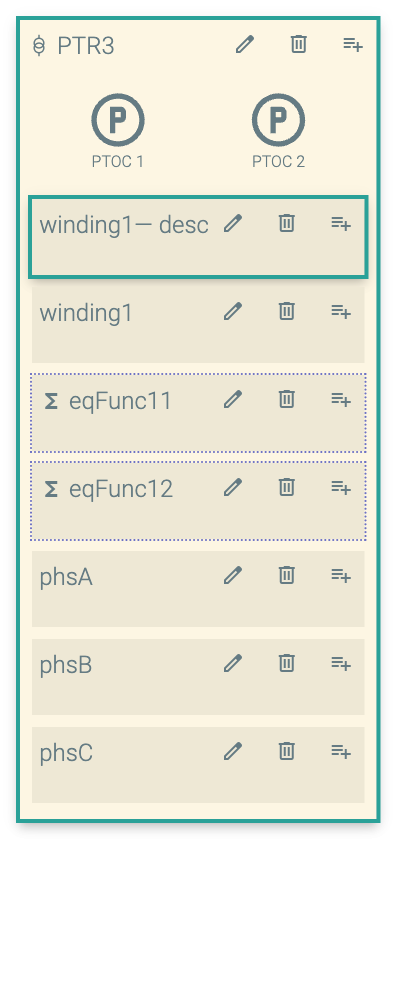 PTR3
P P
PTOC 1 PTOC 2
winding1— desc
winding1
Σ eqFunc11
Σ eqFunc12
phsA
phsB
phsC